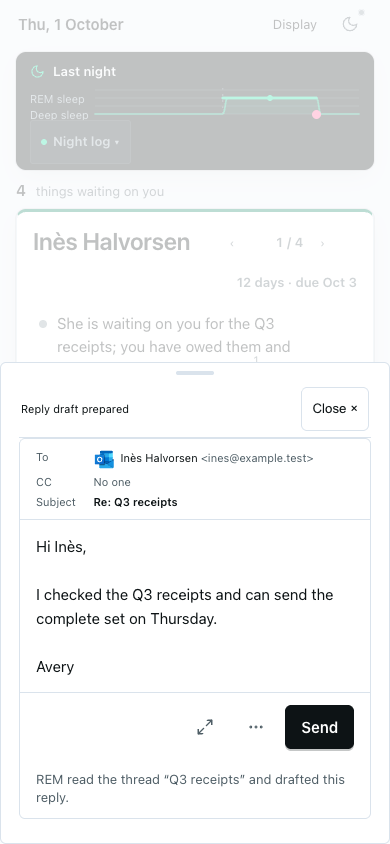 Thu, 1 October
Display
Last night
REM sleep
Deep sleep
Night log
4 things waiting on you
Inès Halvorsen
‹ 1 / 4 ›
12 days · due Oct 3
She is waiting on you for the Q3
receipts; you have owed them and
1
Reply draft prepared
Close ×
To Inès Halvorsen <ines@example.test>
CC No one
Subject Re: Q3 receipts
Hi Inès,
I checked the Q3 receipts and can send the
complete set on Thursday.
Avery
Send
REM read the thread “Q3 receipts” and drafted this
reply.